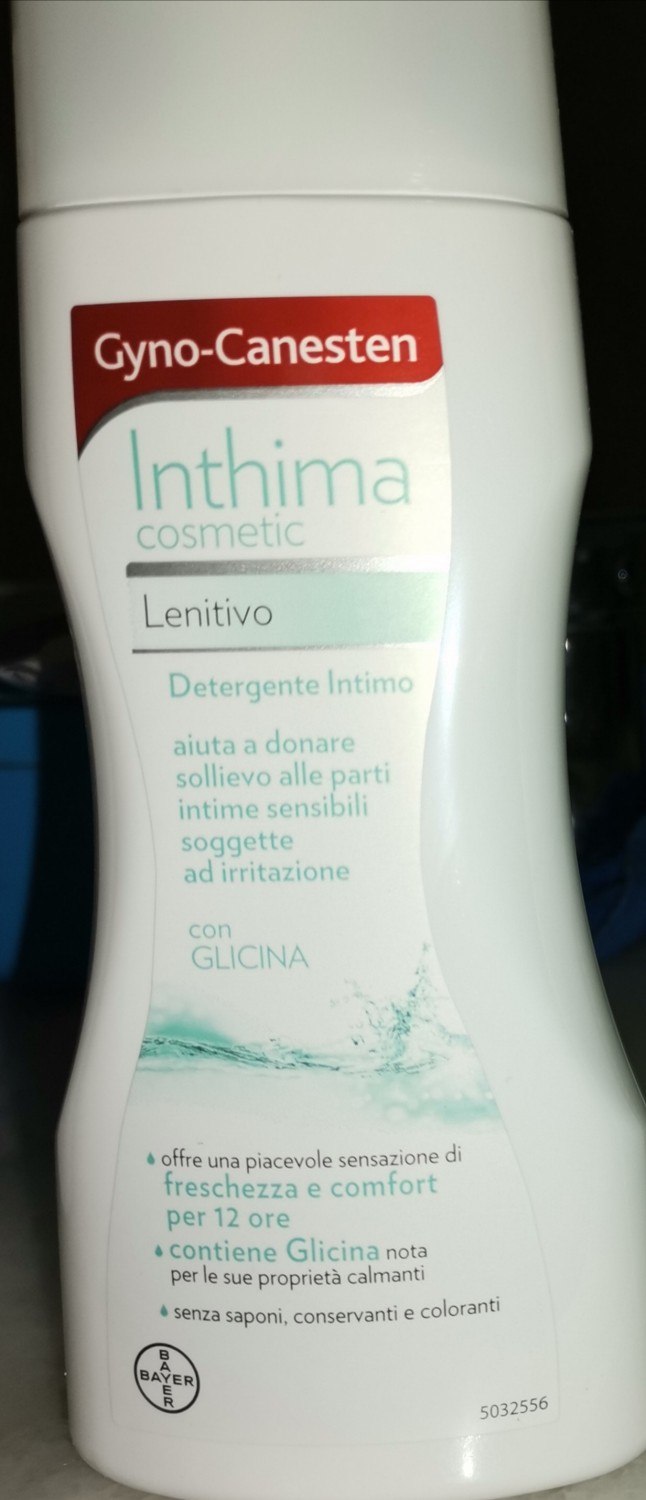 Gyno-Canesten
Inthima
cosmetic
Lenitivo
Detergente Intimo
aiuta a donare
sollievo alle parti
intime sensibili
soggette
ad irritazione
con
GLICINA
offre una piacevole sensazione di
freschezza e comfort
per 12 ore
contiene Glicina nota
per le sue proprietà calmanti
senza saponi, conservanti e coloranti
BAYER
BAYER
5032556